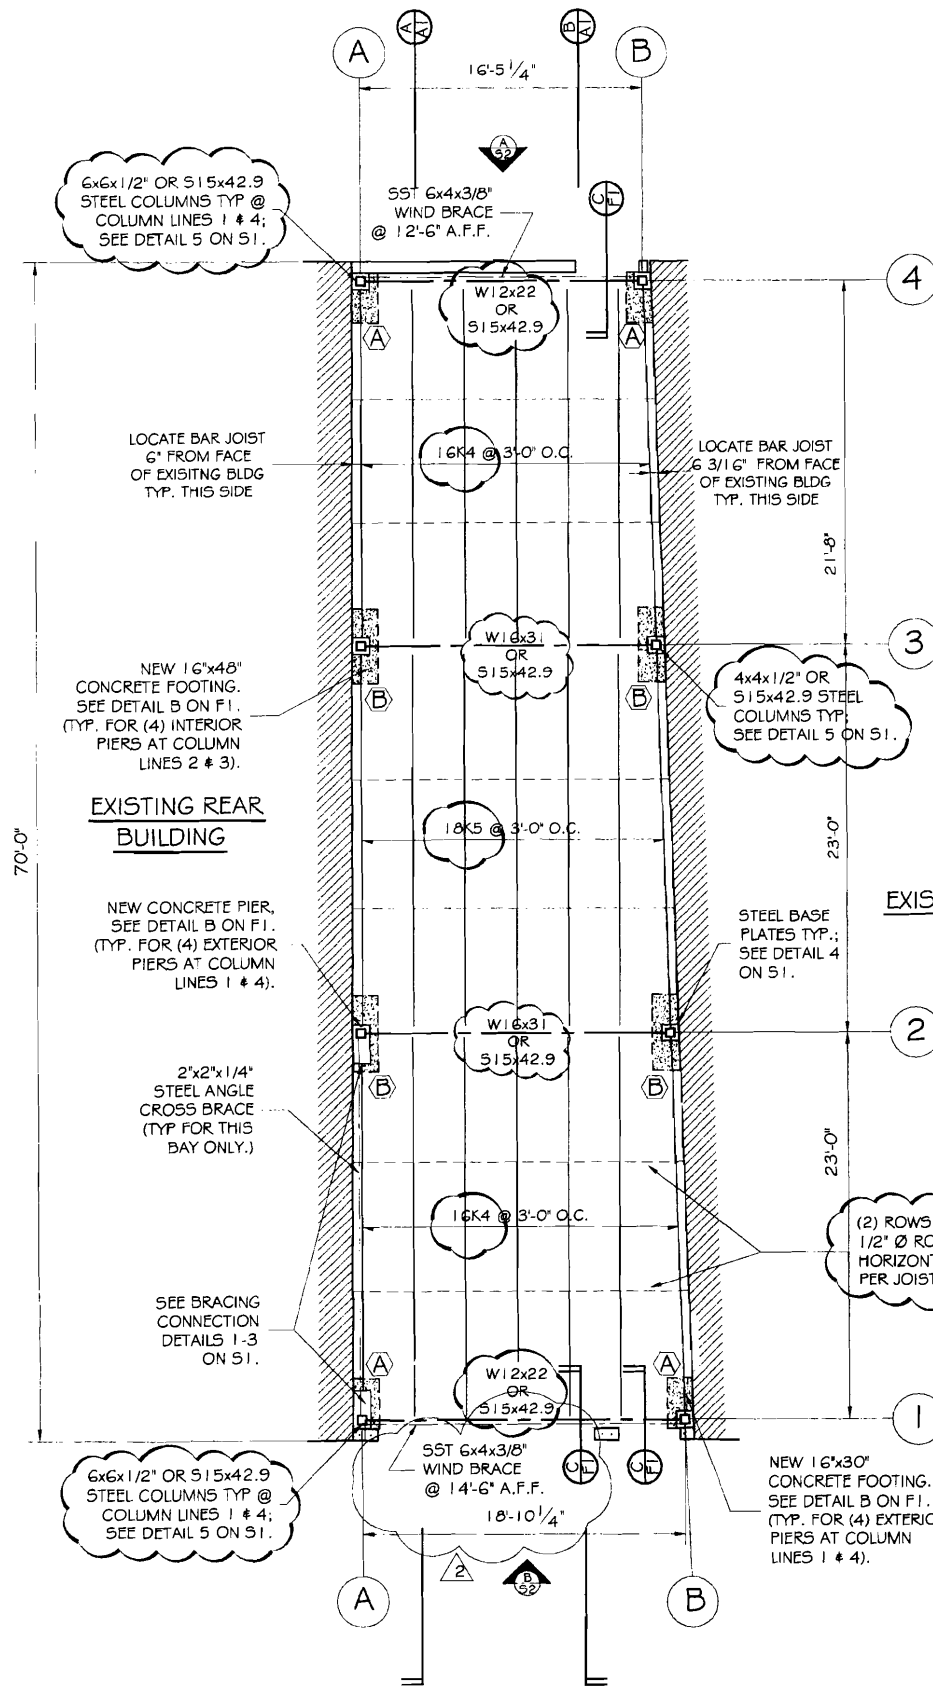 A
A1
B
A1
A
B
16'-5 1/4"
A
S2
6x6x1/2" OR S15x42.9
STEEL COLUMNS TYP @
COLUMN LINES 1 & 4;
SEE DETAIL 5 ON S1.
SST 6x4x3/8"
WIND BRACE
@ 12'-6" A.F.F.
C
F1
W12x22
OR
S15x42.9
4
A
A
LOCATE BAR JOIST
6" FROM FACE
OF EXISITNG BLDG
TYP. THIS SIDE
16K4 @ 3'-0" O.C.
LOCATE BAR JOIST
6 3/16" FROM FACE
OF EXISTING BLDG
TYP. THIS SIDE
21'-8"
W16x31
OR
S15x42.9
3
NEW 16"x48"
CONCRETE FOOTING.
SEE DETAIL B ON F1.
(TYP. FOR (4) INTERIOR
PIERS AT COLUMN
LINES 2 & 3).
B
B
4x4x1/2" OR
S15x42.9 STEEL
COLUMNS TYP;
SEE DETAIL 5 ON S1.
EXISTING REAR
BUILDING
70'-0"
18K5 @ 3'-0" O.C.
23'-0"
EXIS
NEW CONCRETE PIER,
SEE DETAIL B ON F1.
(TYP. FOR (4) EXTERIOR
PIERS AT COLUMN
LINES 1 & 4).
STEEL BASE
PLATES TYP.;
SEE DETAIL 4
ON S1.
W16x31
OR
S15x42.9
2
B
B
2"x2"x1/4"
STEEL ANGLE
CROSS BRACE
(TYP FOR THIS
BAY ONLY.)
23'-0"
16K4 @ 3'-0" O.C.
(2) ROWS
1/2" Ø RO
HORIZONT
PER JOIST
SEE BRACING
CONNECTION
DETAILS 1-3
ON S1.
A
A
W12x22
OR
S15x42.9
1
6x6x1/2" OR S15x42.9
STEEL COLUMNS TYP @
COLUMN LINES 1 & 4;
SEE DETAIL 5 ON S1.
SST 6x4x3/8"
WIND BRACE
@ 14'-6" A.F.F.
C
F1
C
F1
18'-10 1/4"
NEW 16"x30"
CONCRETE FOOTING.
SEE DETAIL B ON F1.
(TYP. FOR (4) EXTERIO
PIERS AT COLUMN
LINES 1 & 4).
2
B
S2
A
B